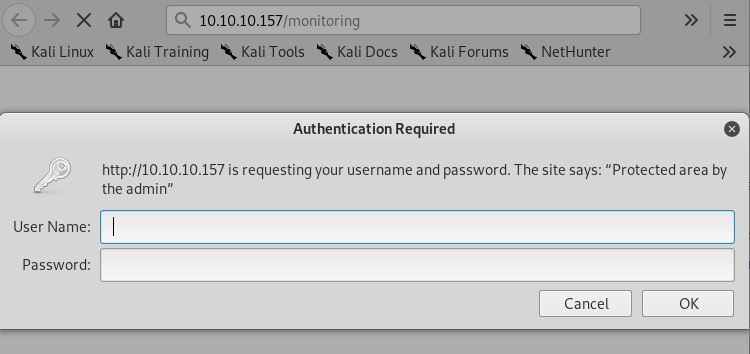 10.10.10.157/monitoring
Kali Linux Kali Training Kali Tools Kali Docs Kali Forums NetHunter
Authentication Required
http://10.10.10.157 is requesting your username and password. The site says: “Protected area by
the admin”
User Name:
Password:
Cancel OK